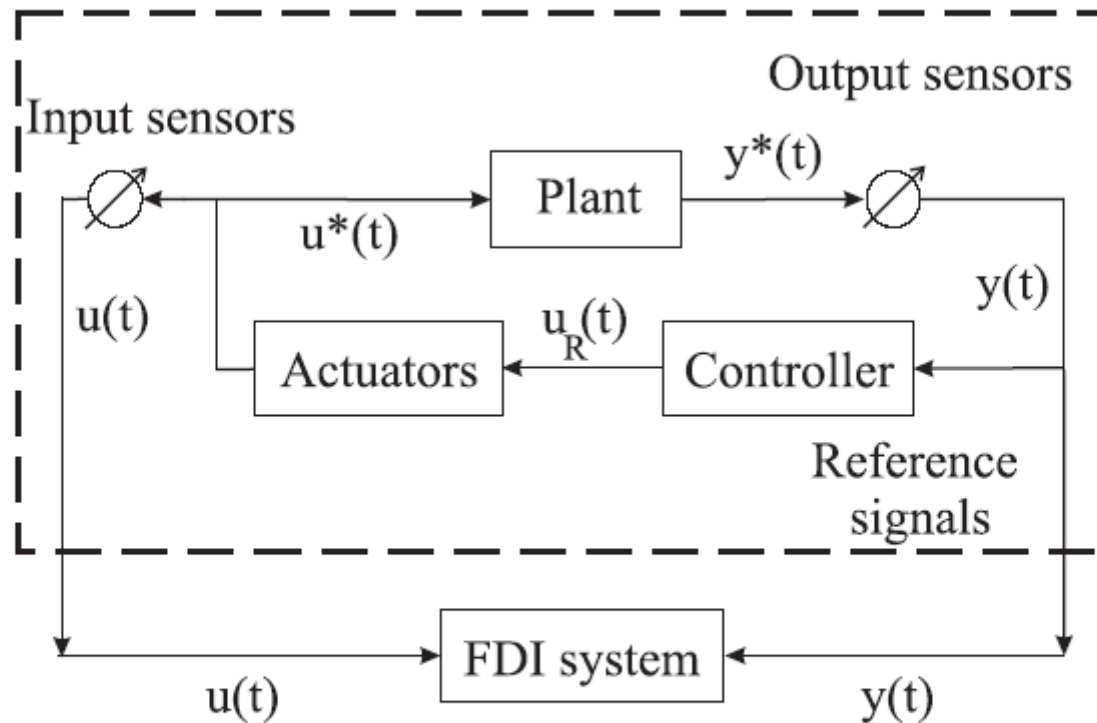 Output sensors
Input sensors
y*(t)
Plant
u*(t)
u(t)
y(t)
u_R(t)
Actuators
Controller
Reference
signals
FDI system
u(t)
y(t)